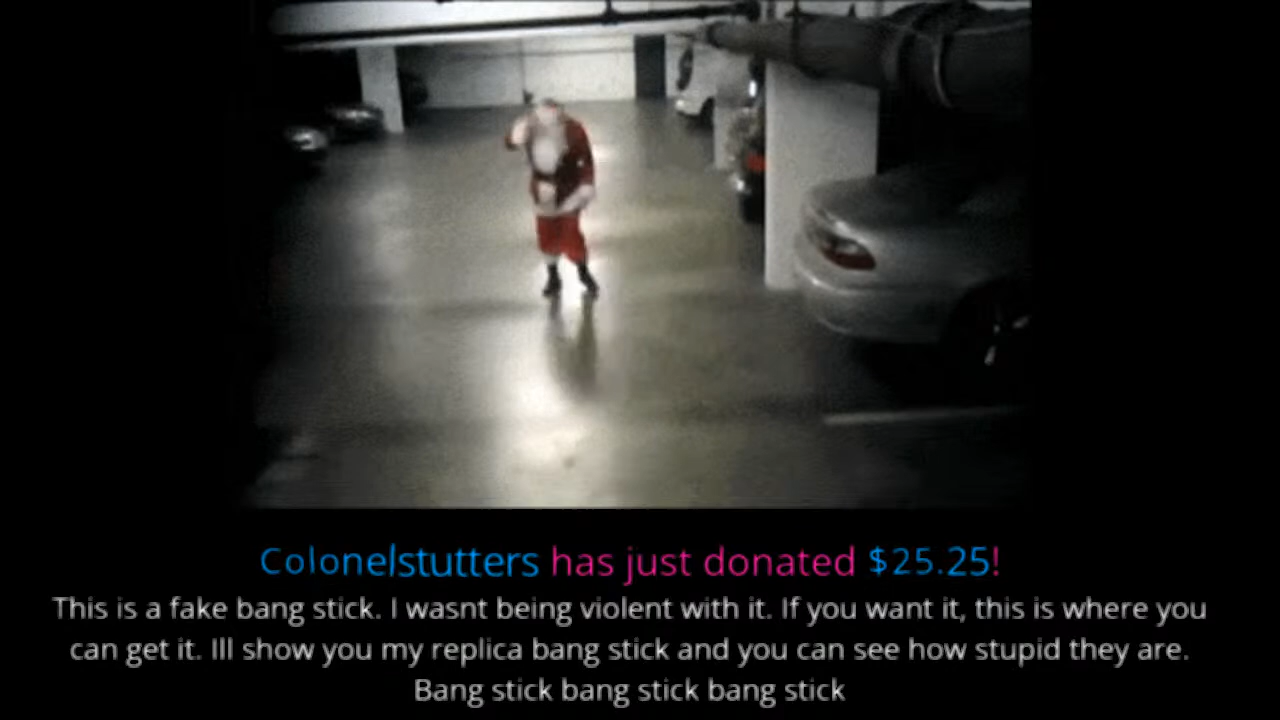 Colonelstutters has just donated $25.25!
This is a fake bang stick. I wasnt being violent with it. If you want it, this is where you
can get it. Ill show you my replica bang stick and you can see how stupid they are.
Bang stick bang stick bang stick